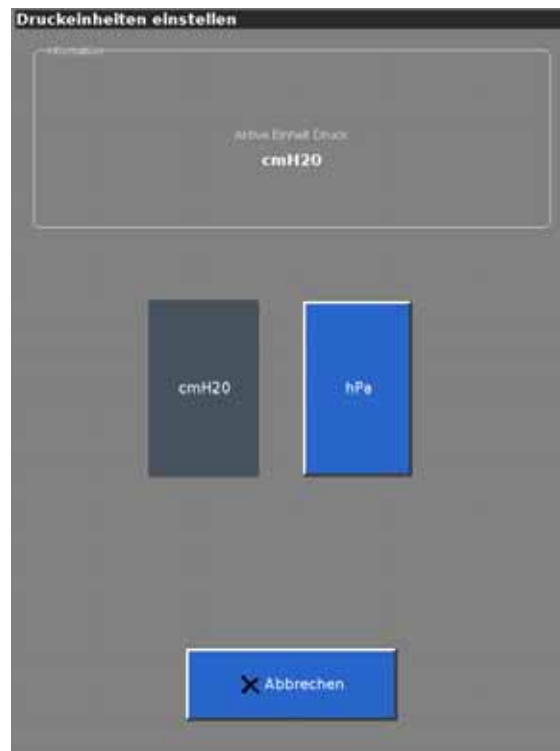 Druckeinheiten einstellen
Information
Aktive Einheit Druck
cmH20
cmH20
hPa
Abbrechen